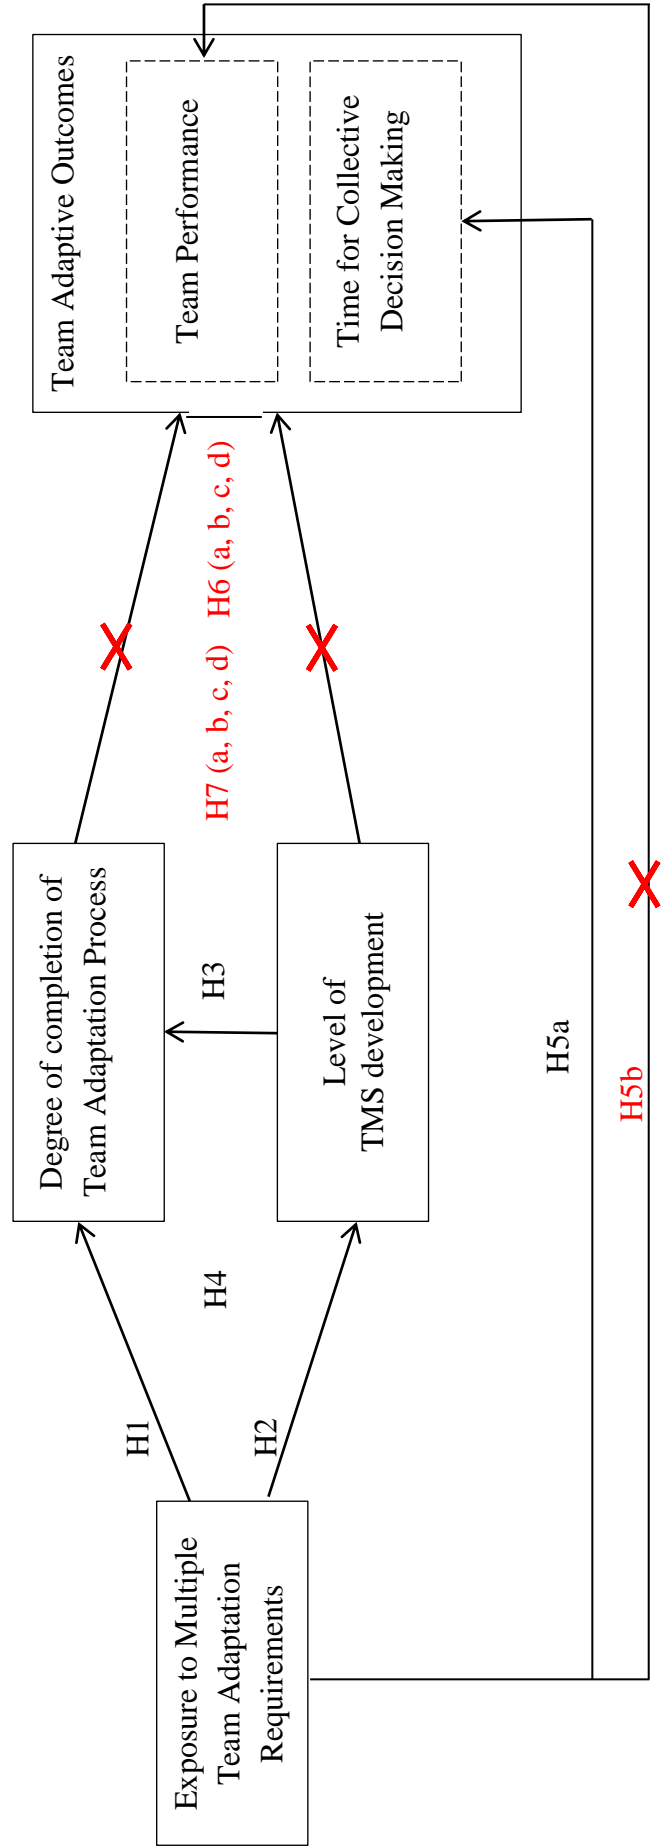 Exposure to Multiple
Team Adaptation
Requirements
H1
H2
H4
Degree of completion of
Team Adaptation Process
H3
Level of
TMS development
H7 (a, b, c, d)
H6 (a, b, c, d)
Team Adaptive Outcomes
Team Performance
Time for Collective
Decision Making
H5a
H5b